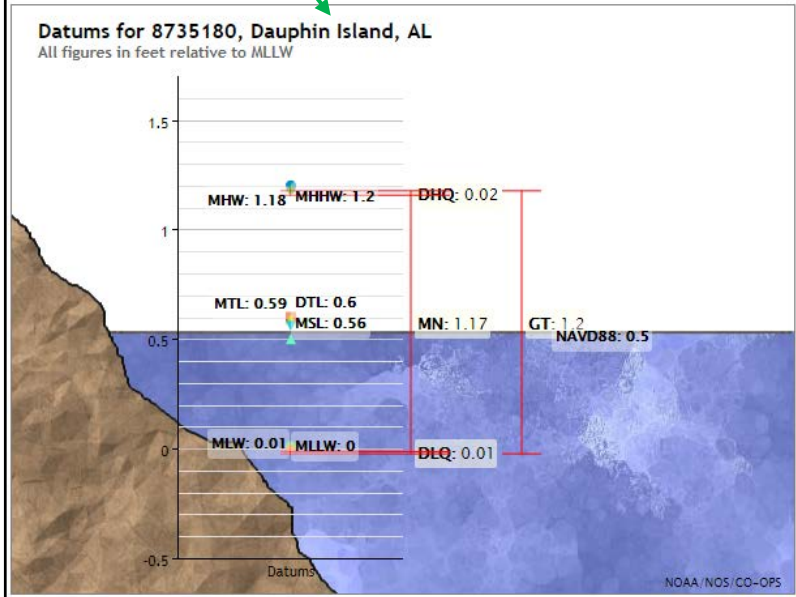 Datums for 8735180, Dauphin Island, AL
All figures in feet relative to MLLW
1.5
MHW: 1.18 MHHW: 1.2 DHQ: 0.02
1
MTL: 0.59 DTL: 0.6
MSL: 0.56 MN: 1.17 GT: 1.2
0.5 NAVD88: 0.5
MLW: 0.01 MLLW: 0 DLQ: 0.01
0
-0.5
Datums
NOAA/NOS/CO-OPS